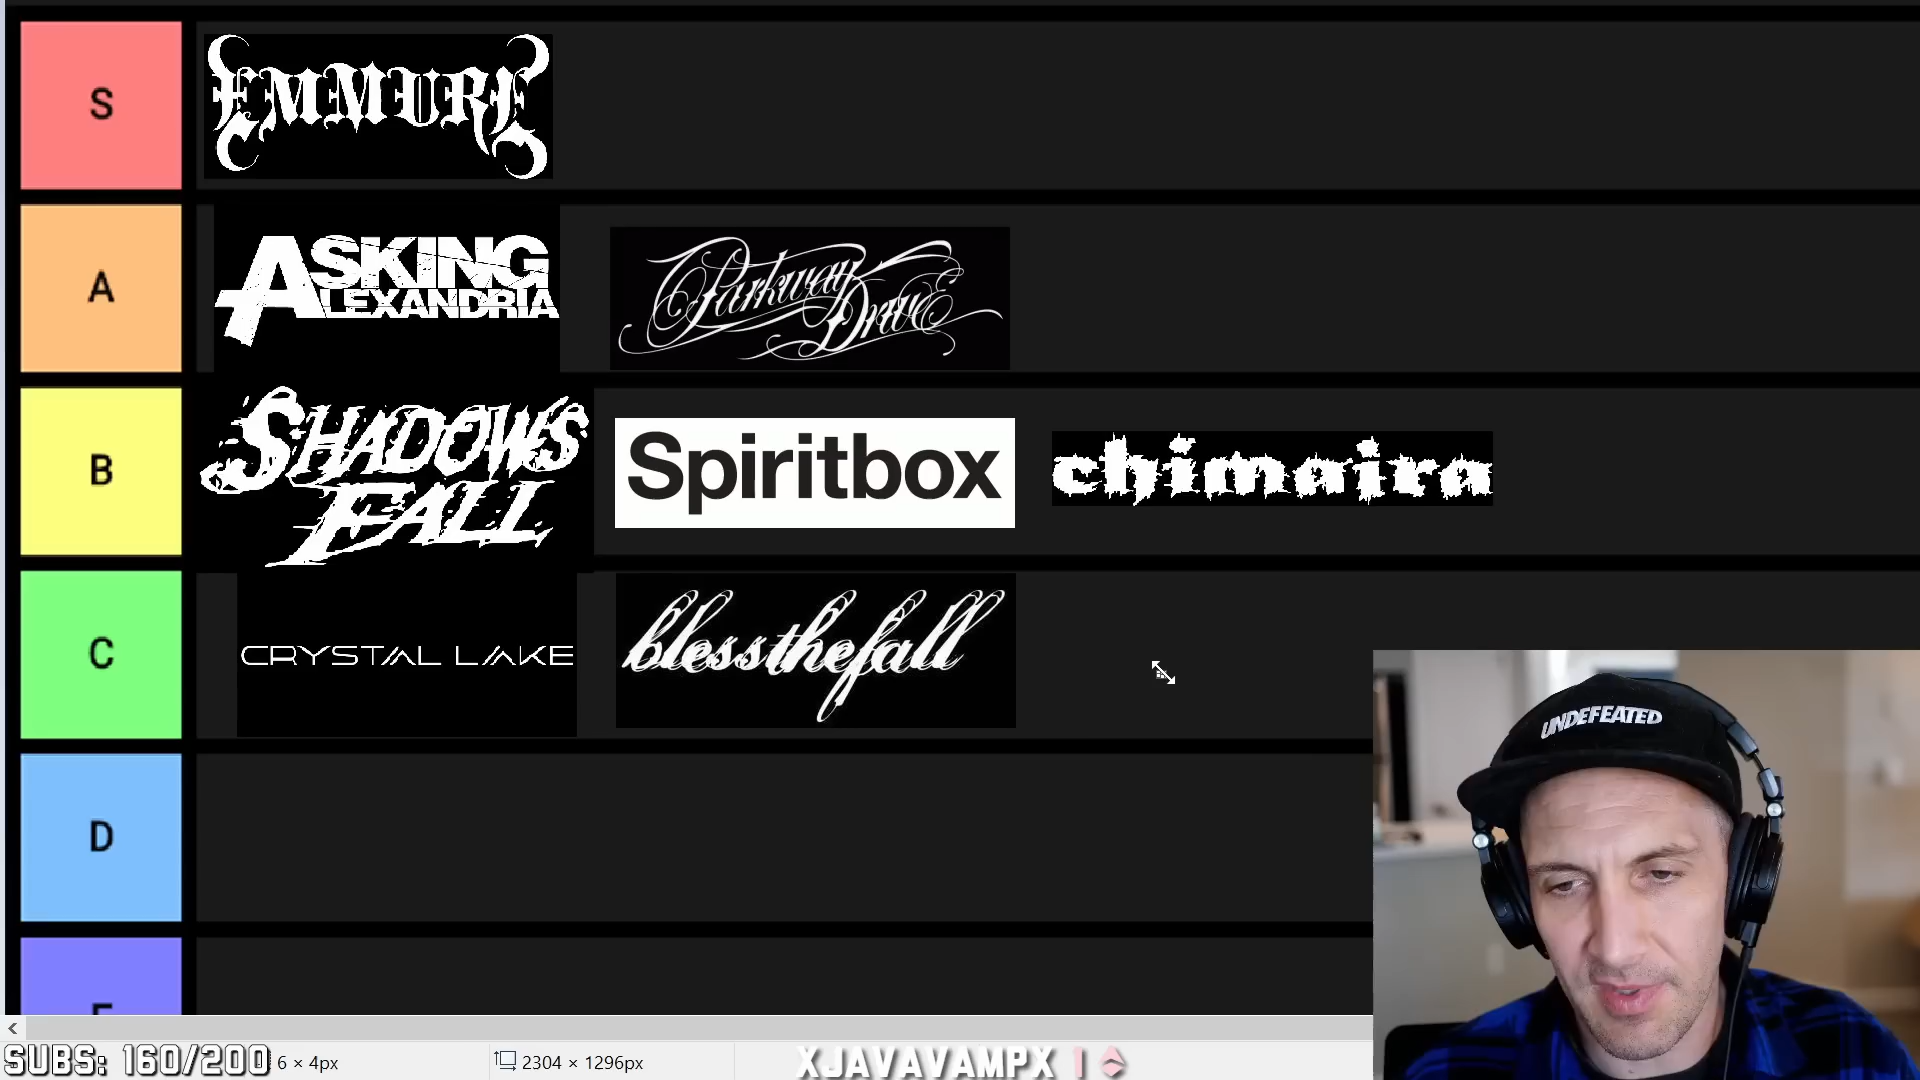 S
EMMURE
A
ASKING
ALEXANDRIA
Parkway
Drive
B
SHADOWS
FALL
Spiritbox
chimaira
C
CRYSTAL LAKE
blessthefall
UNDEFEATED
D
SUBS: 160/200
6 × 4px
2304 × 1296px
XJAVAVAMPX |